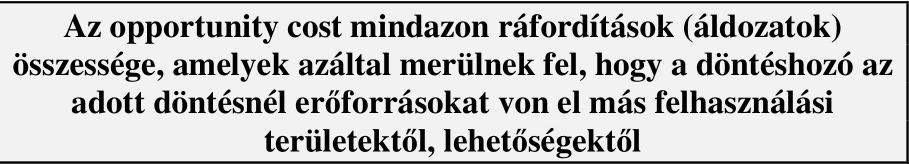 Az opportunity cost mindazon ráfordítások (áldozatok)
összessége, amelyek azáltal merülnek fel, hogy a döntéshozó az
adott döntésnél erőforrásokat von el más felhasználási
területektől, lehetőségektől